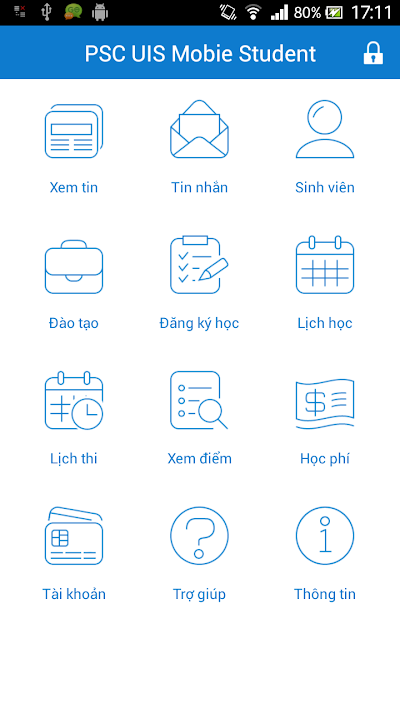 80% 17:11
PSC UIS Mobie Student
Xem tin
Tin nhắn
Sinh viên
Đào tạo
Đăng ký học
Lịch học
Lịch thi
Xem điểm
Học phí
Tài khoản
Trợ giúp
Thông tin